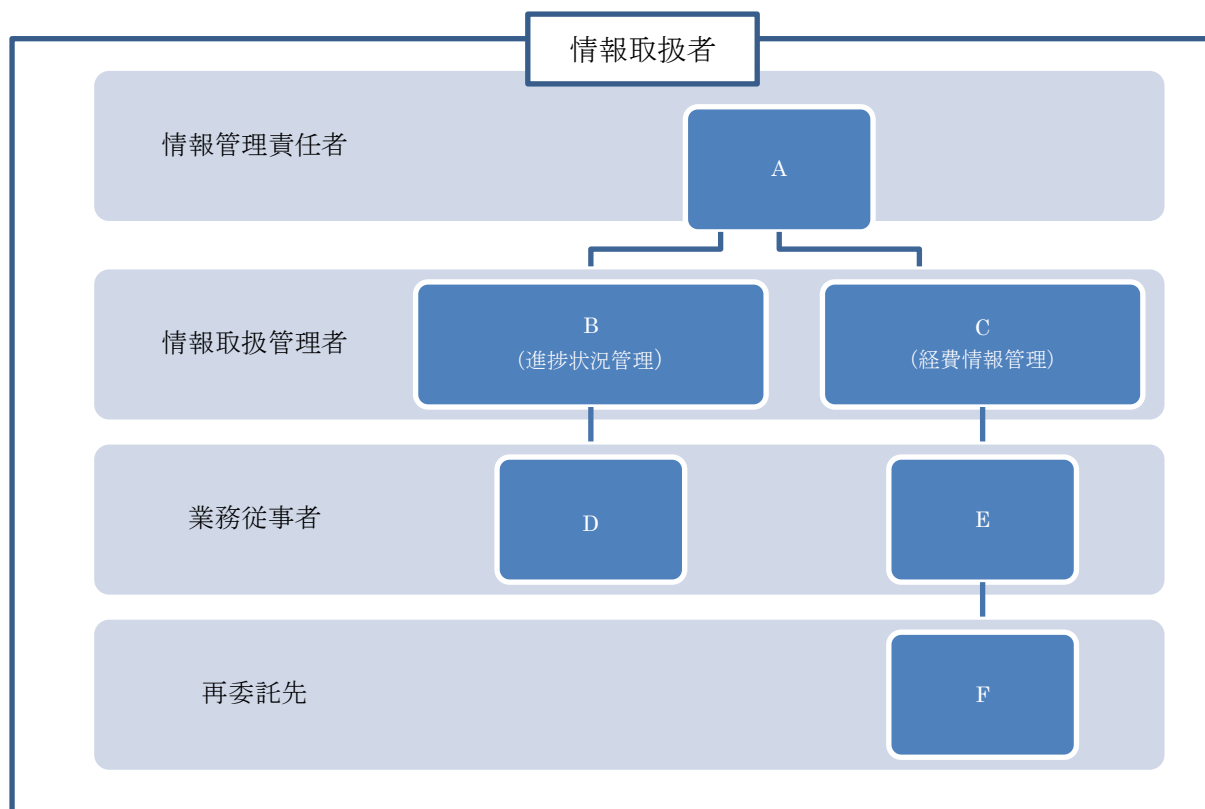 情報取扱者
情報管理責任者
A
情報取扱管理者
B
(進捗状況管理)
C
(経費情報管理)
業務従事者
D
E
再委託先
F